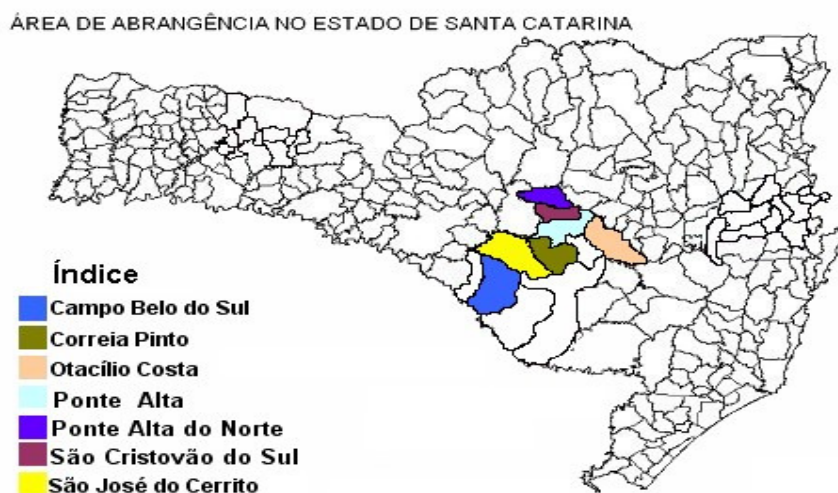 ÁREA DE ABRANGÊNCIA NO ESTADO DE SANTA CATARINA
Índice
Campo Belo do Sul
Correia Pinto
Otacílio Costa
Ponte Alta
Ponte Alta do Norte
São Cristovão do Sul
São José do Cerrito